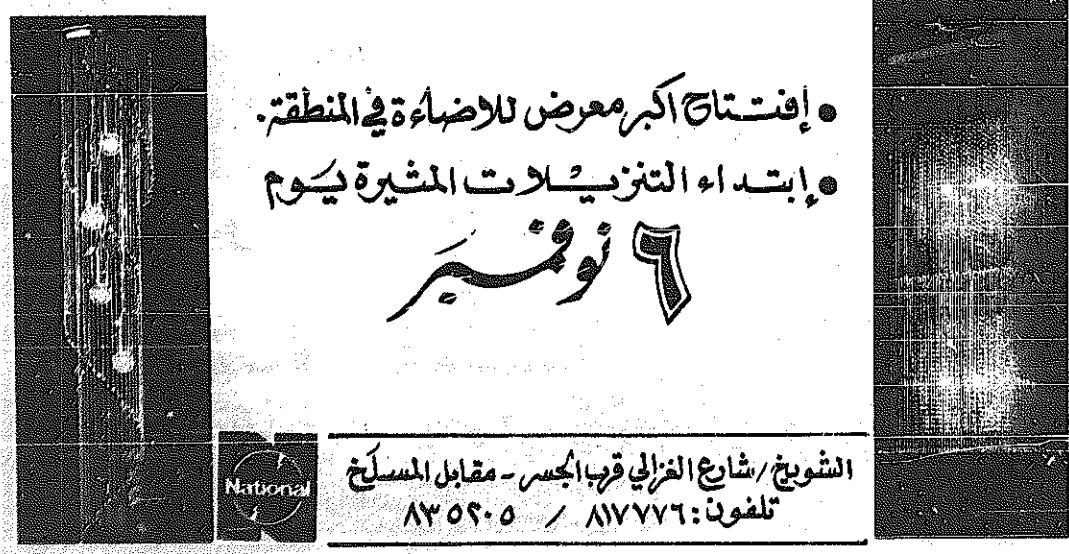 • إفتتاح اكبر معرض للاضاءة في المنطقة.
• إبتداء التنزيلات المثيرة يوم
٦ نوفمبر
National
الشويخ / شارع الغزالي قرب الجسر - مقابل المسلخ
تلفون: ٨١٧٧٧٦ / ٨٣٥٢٠٥